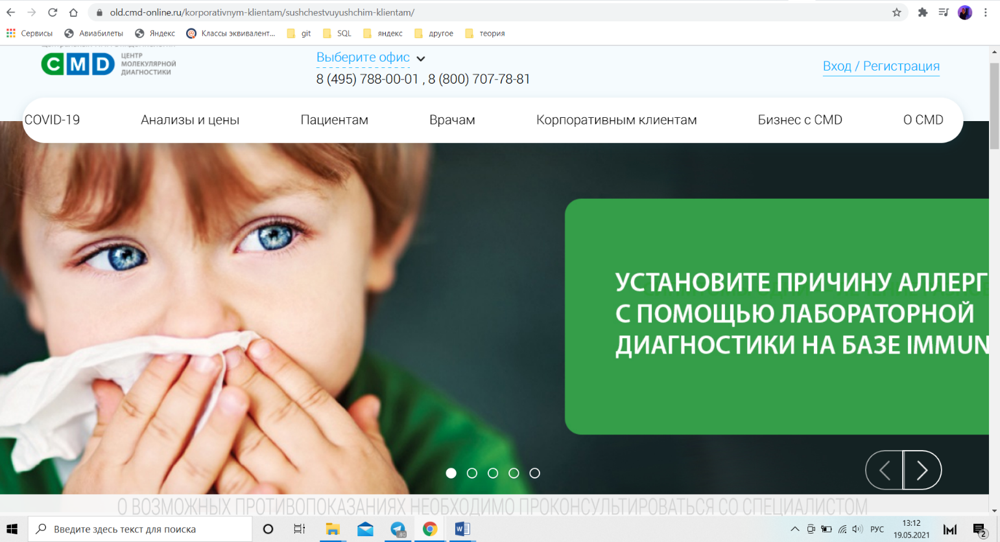 old.cmd-online.ru/korporativnym-klientam/sushchestvuyushchim-klientam/
Сервисы
Авиабилеты
Яндекс
Классы эквивалент...
git
SQL
яндекс
другое
теория
CMD
ЦЕНТР
МОЛЕКУЛЯРНОЙ
ДИАГНОСТИКИ
Выберите офис
8 (495) 788-00-01 , 8 (800) 707-78-81
Вход / Регистрация
COVID-19
Анализы и цены
Пациентам
Врачам
Корпоративным клиентам
Бизнес с CMD
О CMD
УСТАНОВИТЕ ПРИЧИНУ АЛЛЕРГ
С ПОМОЩЬЮ ЛАБОРАТОРНОЙ
ДИАГНОСТИКИ НА БАЗЕ IMMUN
О ВОЗМОЖНЫХ ПРОТИВОПОКАЗАНИЯХ НЕОБХОДИМО ПРОКОНСУЛЬТИРОВАТЬСЯ СО СПЕЦИАЛИСТОМ
Введите здесь текст для поиска
РУС
13:12
19.05.2021
2